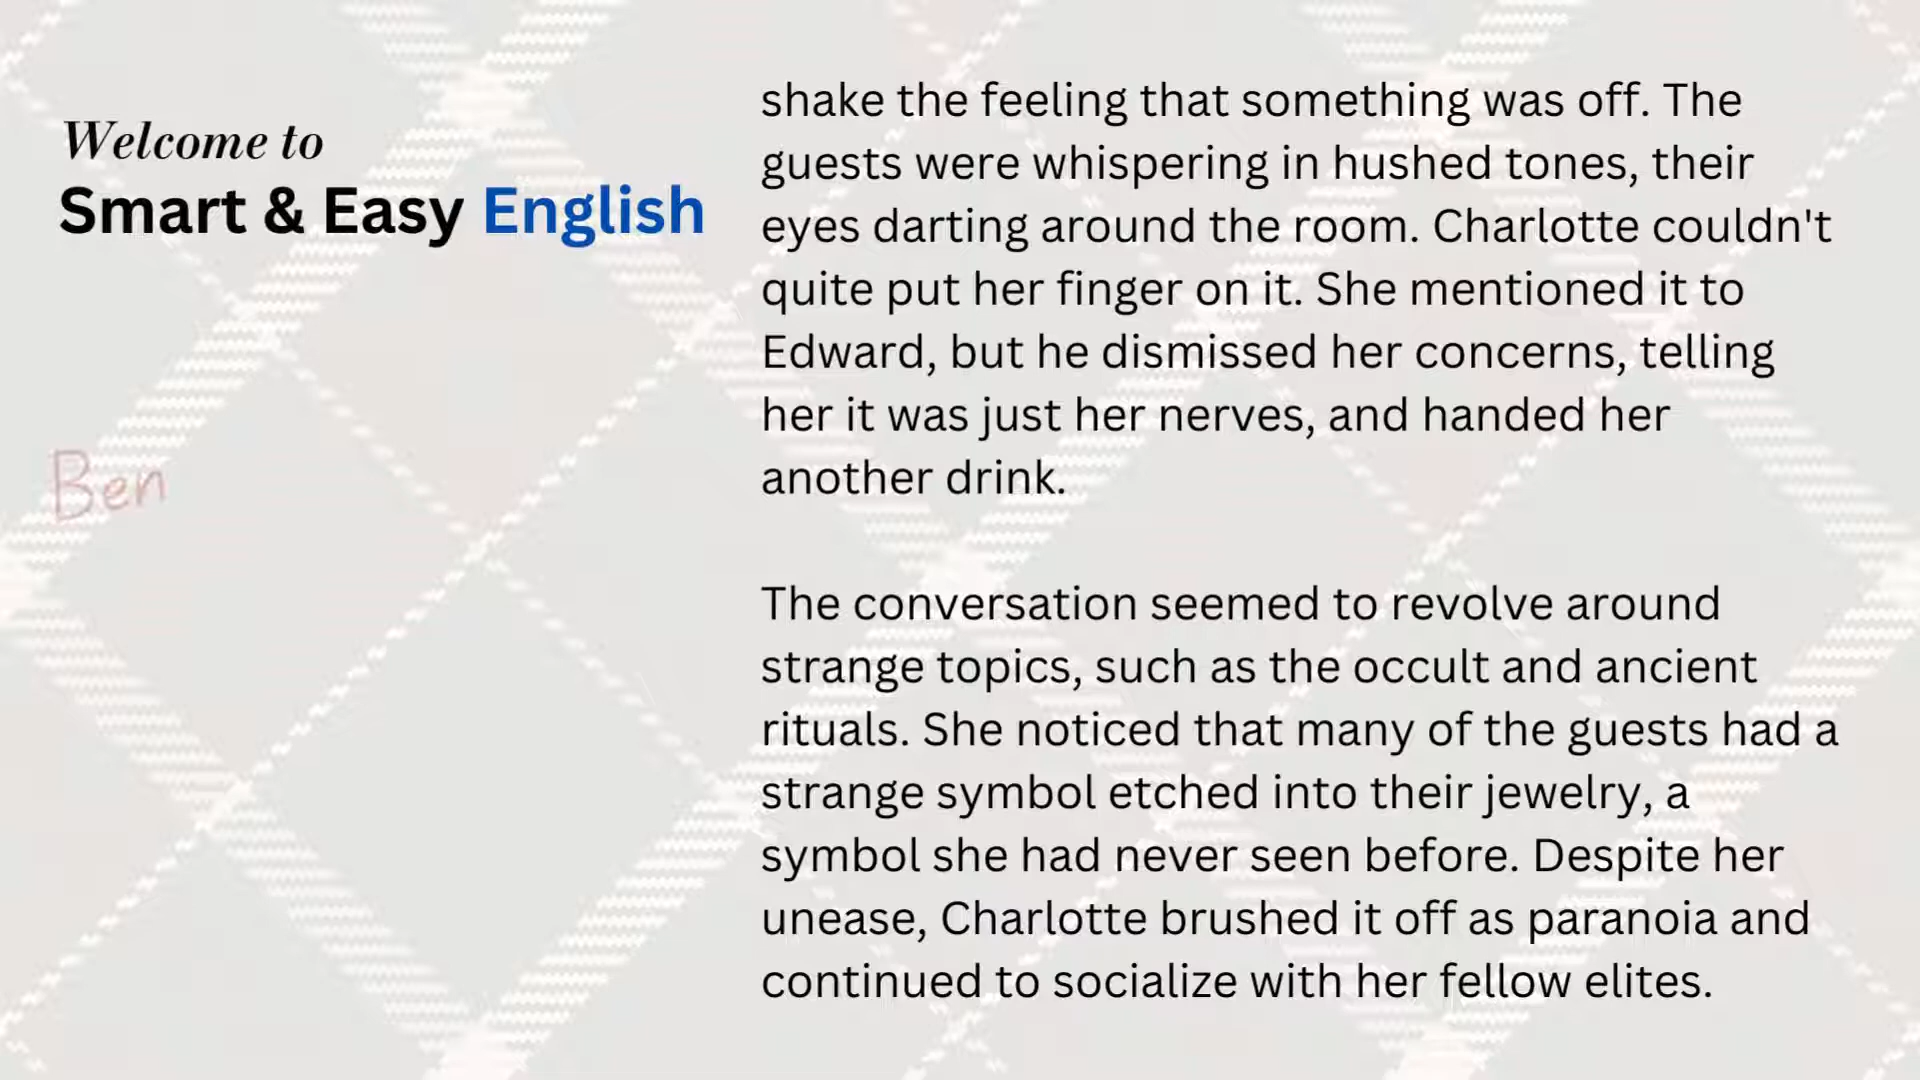 Welcome to
Smart & Easy English
Ben
shake the feeling that something was off. The
guests were whispering in hushed tones, their
eyes darting around the room. Charlotte couldn't
quite put her finger on it. She mentioned it to
Edward, but he dismissed her concerns, telling
her it was just her nerves, and handed her
another drink.
The conversation seemed to revolve around
strange topics, such as the occult and ancient
rituals. She noticed that many of the guests had a
strange symbol etched into their jewelry, a
symbol she had never seen before. Despite her
unease, Charlotte brushed it off as paranoia and
continued to socialize with her fellow elites.